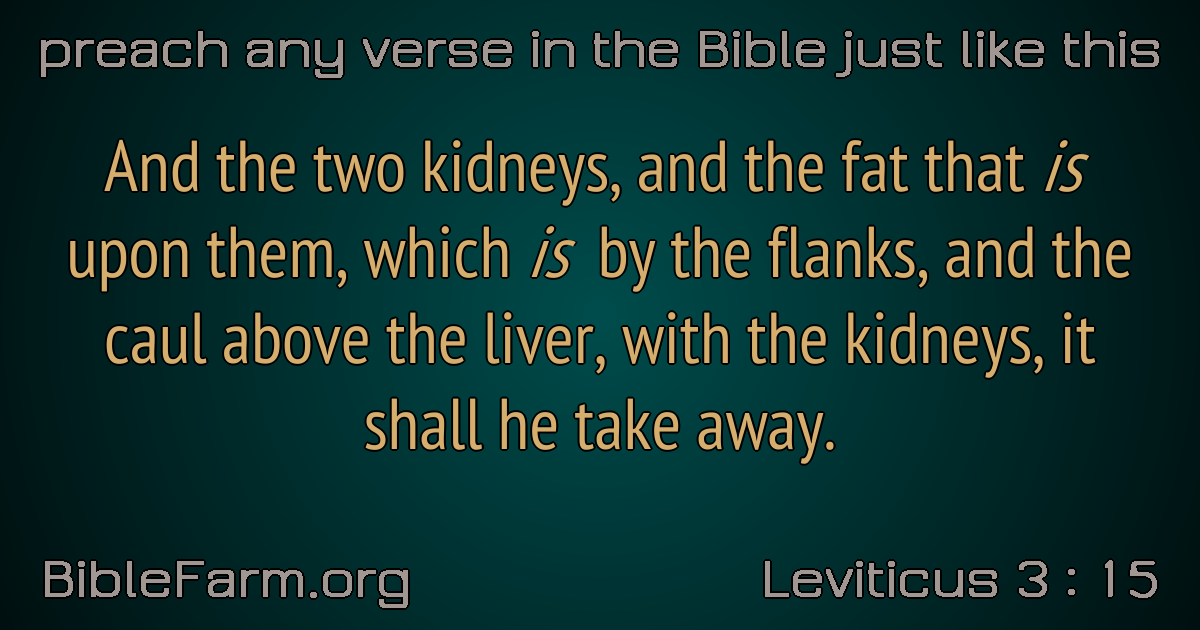 preach any verse in the Bible just like this
And the two kidneys, and the fat that is
upon them, which is by the flanks, and the
caul above the liver, with the kidneys, it
shall he take away.
BibleFarm.org
Leviticus 3 : 15